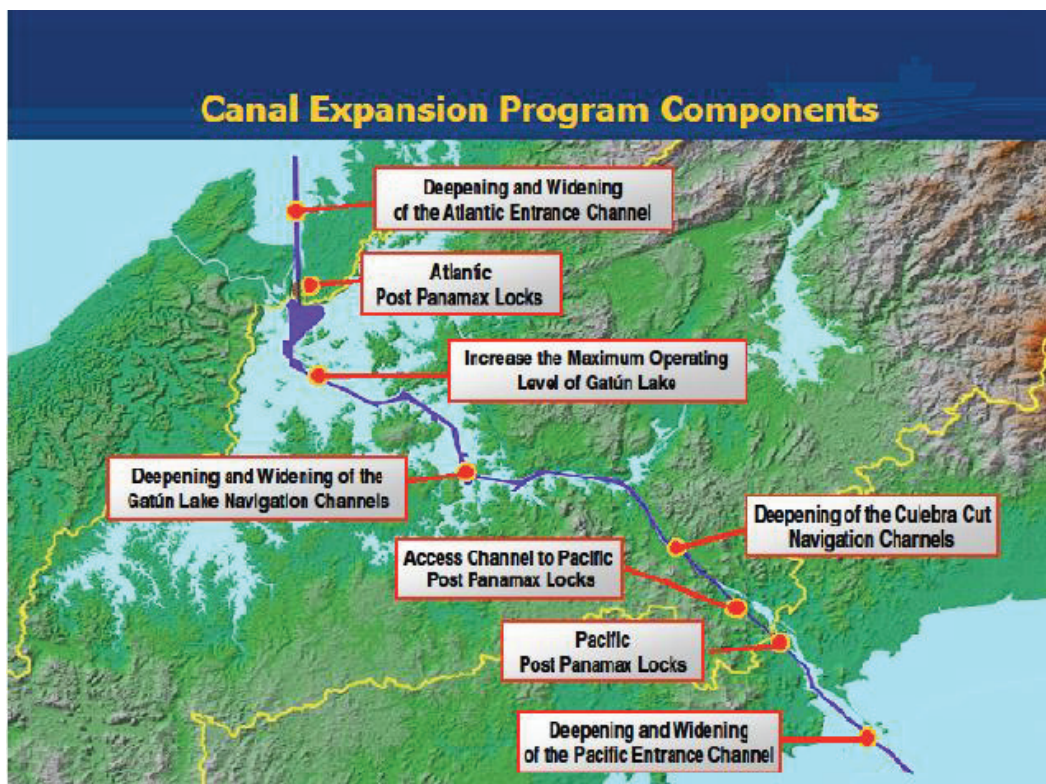 Canal Expansion Program Components
Deepening and Widening
of the Atlantic Entrance Channel
Atlantic
Post Panamax Locks
Increase the Maximum Operating
Level of Gatún Lake
Deepening and Widening of the
Gatún Lake Navigation Channels
Deepening of the Culebra Cut
Navigation Channels
Access Channel to Pacific
Post Panamax Locks
Pacific
Post Panamax Locks
Deepening and Widening
of the Pacific Entrance Channel